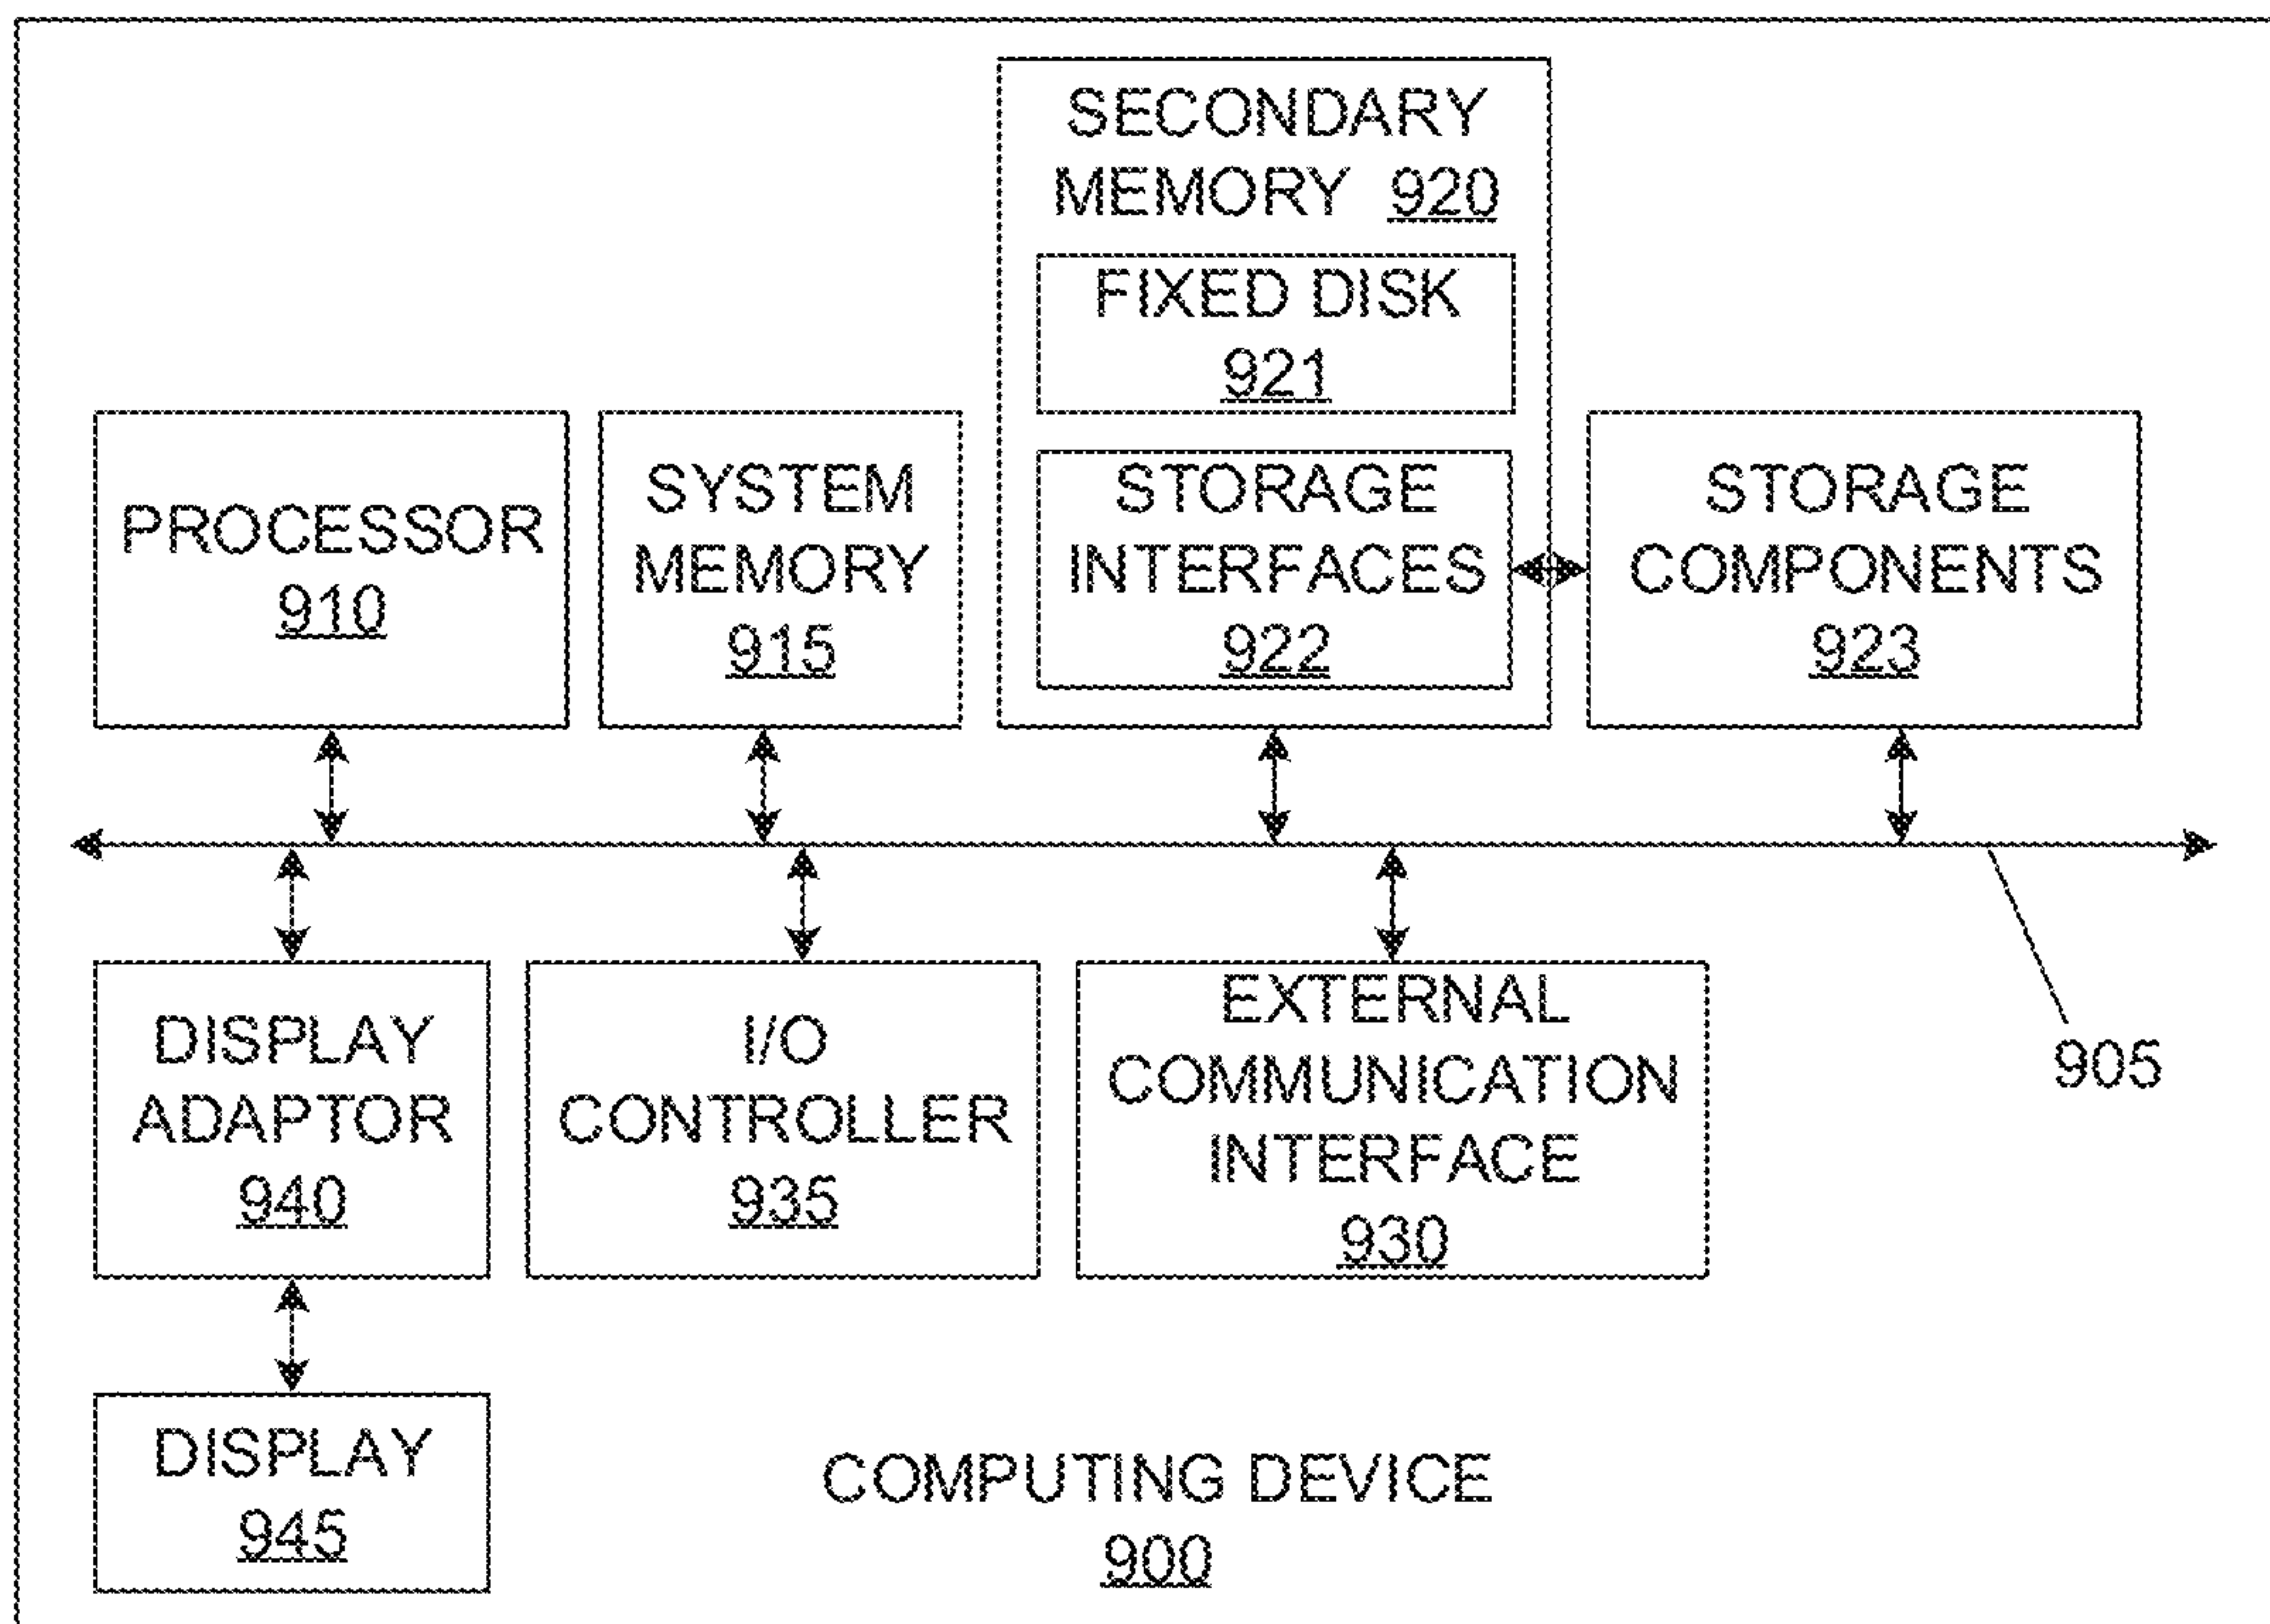 SECONDARY
MEMORY 920
FIXED DISK
921
PROCESSOR
910
SYSTEM
MEMORY
915
STORAGE
INTERFACES
922
STORAGE
COMPONENTS
923
905
DISPLAY
ADAPTOR
940
I/O
CONTROLLER
935
EXTERNAL
COMMUNICATION
INTERFACE
930
DISPLAY
945
COMPUTING DEVICE
900